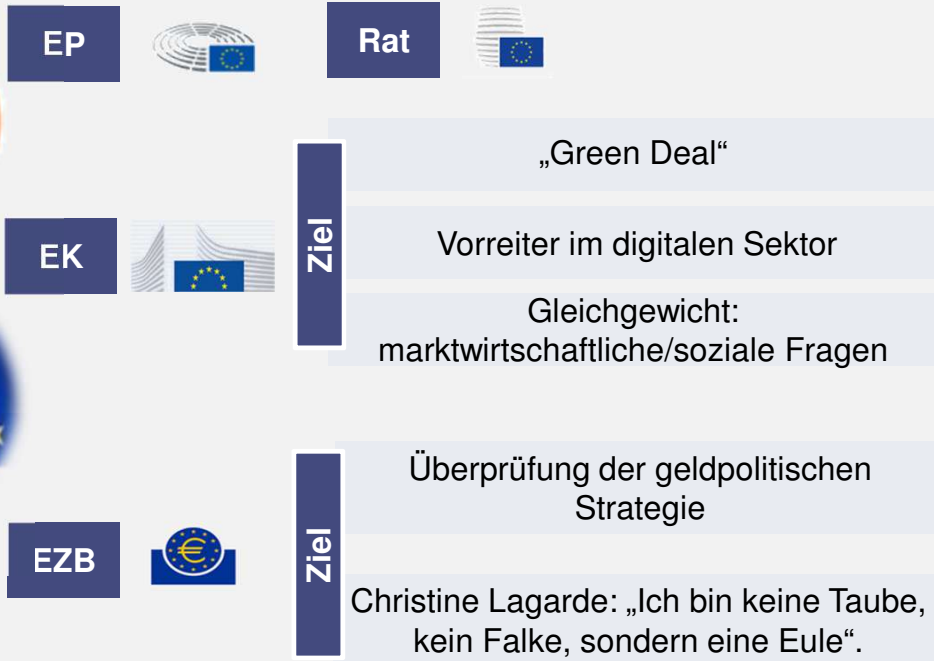 EP
Rat
EK
Ziel
„Green Deal“
Vorreiter im digitalen Sektor
Gleichgewicht:
marktwirtschaftliche/soziale Fragen
EZB
Ziel
Überprüfung der geldpolitischen
Strategie
Christine Lagarde: „Ich bin keine Taube,
kein Falke, sondern eine Eule“.